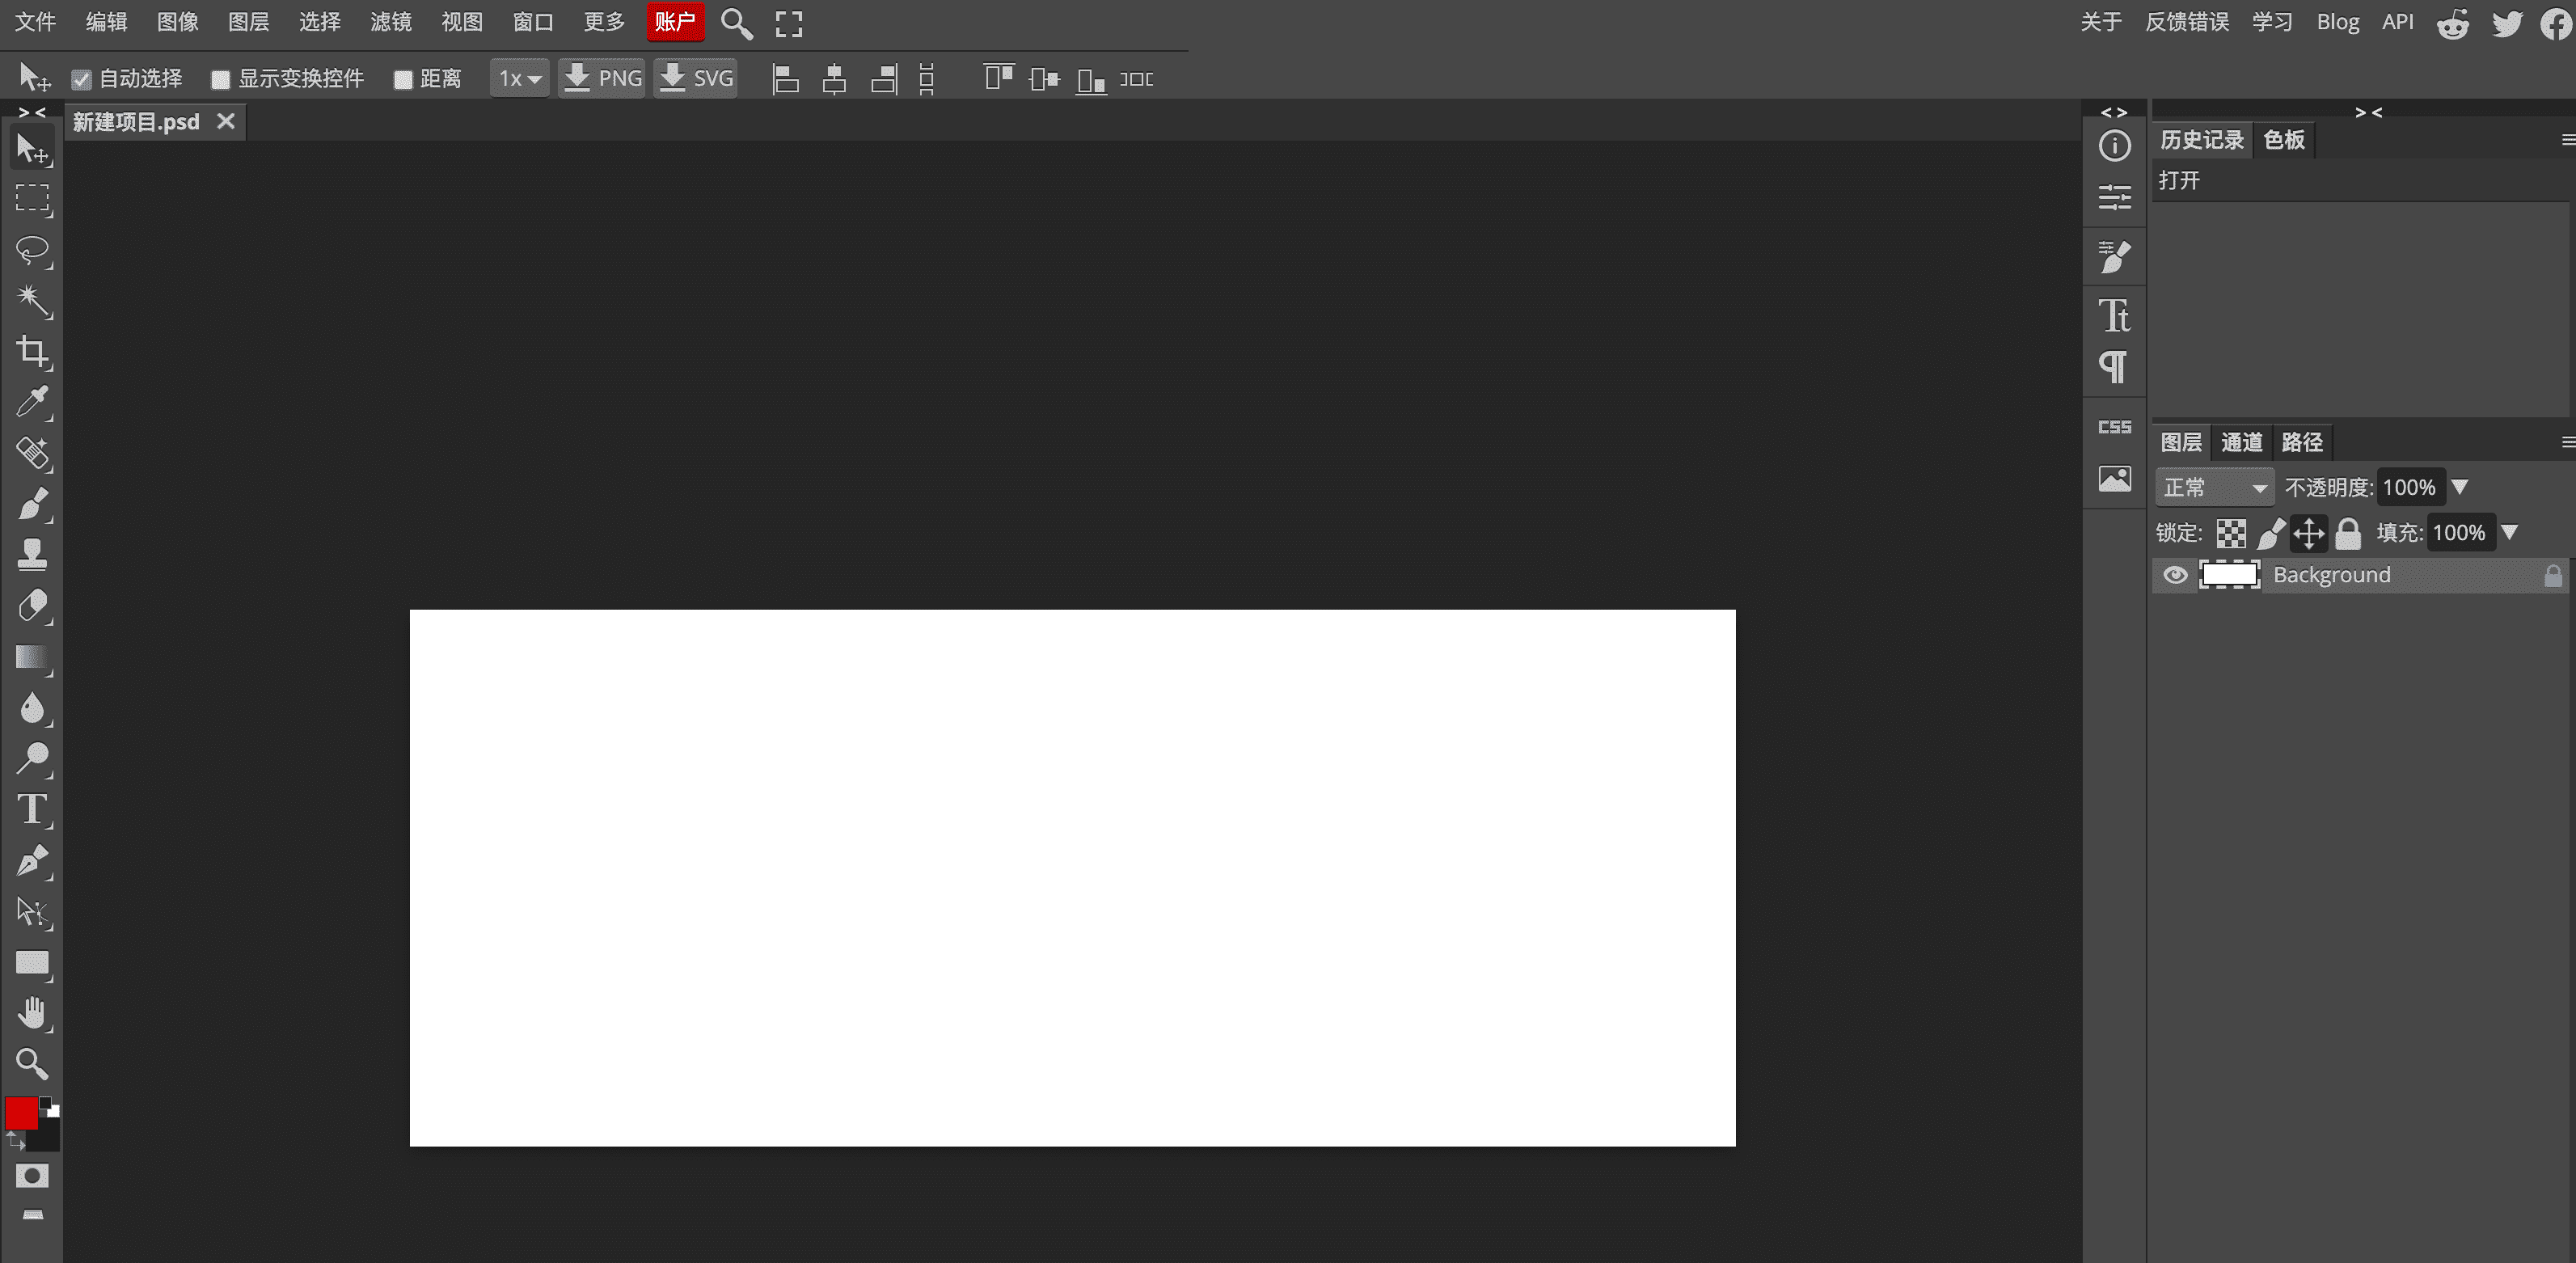 文件 编辑 图像 图层 选择 滤镜 视图 窗口 更多 账户 关于 反馈错误 学习 Blog API
自动选择 显示变换控件 距离 1x PNG SVG
新建项目.psd
历史记录 色板
打开
Tt
CSS
图层 通道 路径
正常 不透明度: 100%
锁定: 填充: 100%
Background
T